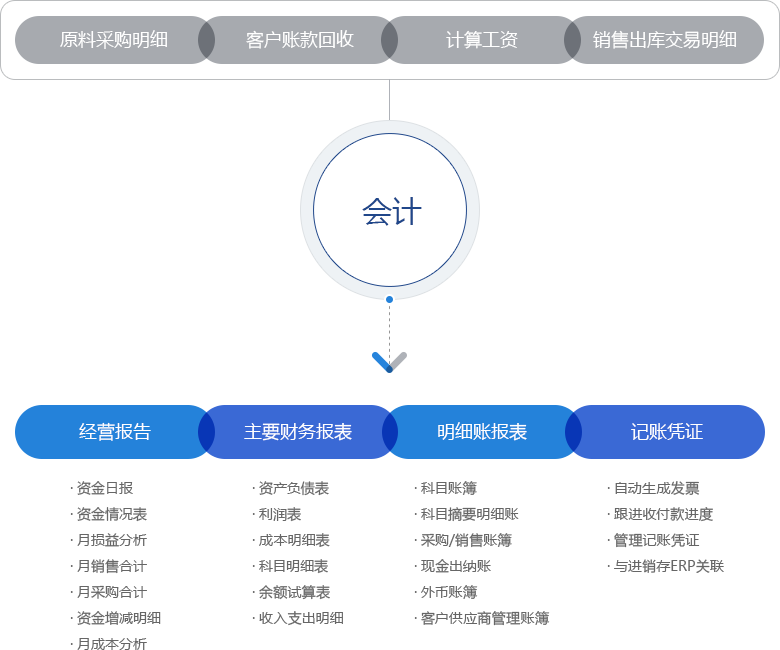 原料采购明细 客户账款回收 计算工资 销售出库交易明细
会计
经营报告 主要财务报表 明细账报表 记账凭证
· 资金日报
· 资金情况表
· 月损益分析
· 月销售合计
· 月采购合计
· 资金增减明细
· 月成本分析
· 资产负债表
· 利润表
· 成本明细表
· 科目明细表
· 余额试算表
· 收入支出明细
· 科目账簿
· 科目摘要明细账
· 采购/销售账簿
· 现金出纳账
· 外币账簿
· 客户供应商管理账簿
· 自动生成发票
· 跟进收付款进度
· 管理记账凭证
· 与进销存ERP关联